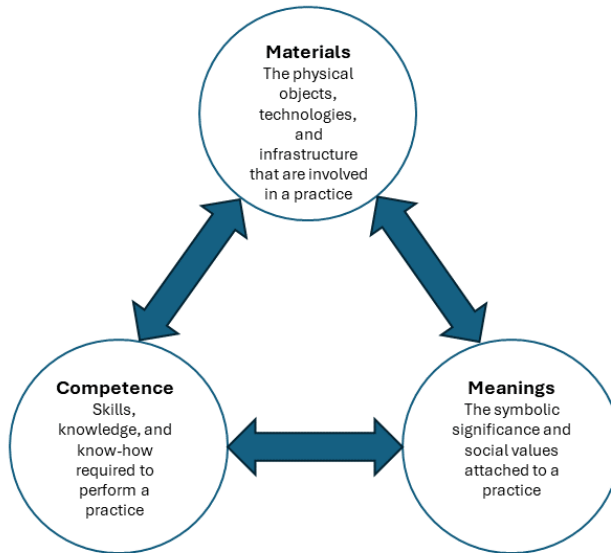 Materials
The physical
objects,
technologies,
and
infrastructure
that are involved
in a practice
Competence
Skills,
knowledge, and
know-how
required to
perform a
practice
Meanings
The symbolic
significance and
social values
attached to a
practice